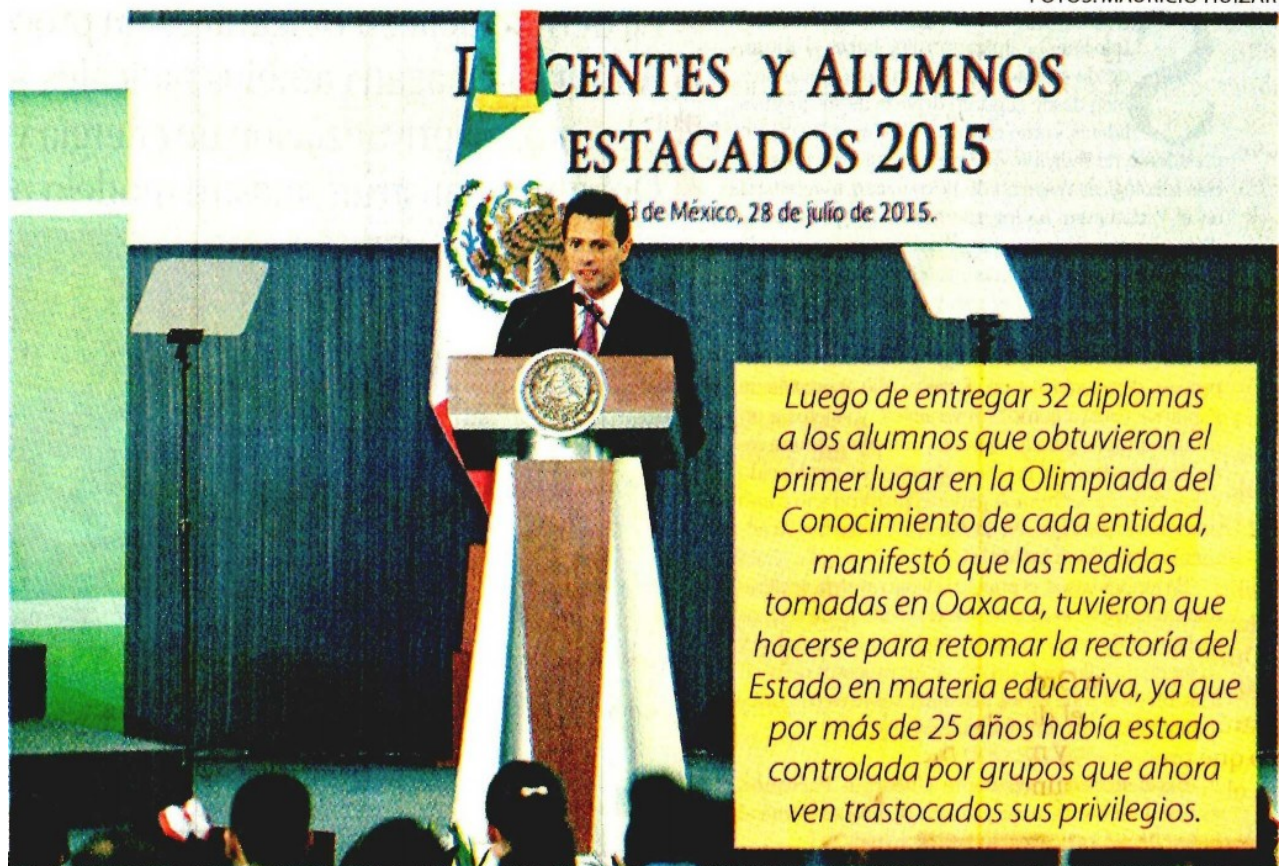 FOTOS: MAURICIO HUÍZAR
CENTES Y ALUMNOS
ESTACADOS 2015
d de México, 28 de julio de 2015.
Luego de entregar 32 diplomas
a los alumnos que obtuvieron el
primer lugar en la Olimpiada del
Conocimiento de cada entidad,
manifestó que las medidas
tomadas en Oaxaca, tuvieron que
hacerse para retomar la rectoría del
Estado en materia educativa, ya que
por más de 25 años había estado
controlada por grupos que ahora
ven trastocados sus privilegios.